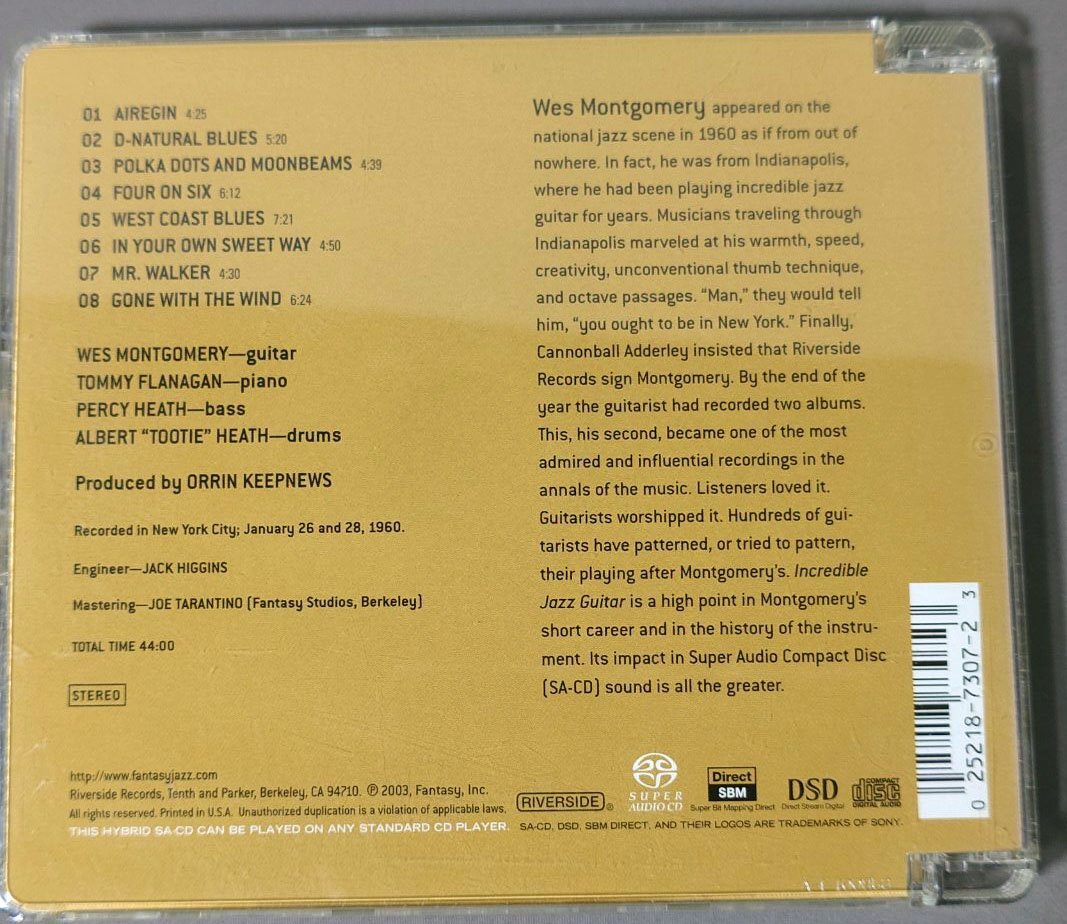 01 AIREGIN 4:25
02 D-NATURAL BLUES 5:20
03 POLKA DOTS AND MOONBEAMS 4:39
04 FOUR ON SIX 6:12
05 WEST COAST BLUES 7:21
06 IN YOUR OWN SWEET WAY 4:50
07 MR. WALKER 4:30
08 GONE WITH THE WIND 6:24
WES MONTGOMERY—guitar
TOMMY FLANAGAN—piano
PERCY HEATH—bass
ALBERT “TOOTIE” HEATH—drums
Produced by ORRIN KEEPNEWS
Recorded in New York City; January 26 and 28, 1960.
Engineer—JACK HIGGINS
Mastering—JOE TARANTINO (Fantasy Studios, Berkeley)
TOTAL TIME 44:00
STEREO
Wes Montgomery appeared on the
national jazz scene in 1960 as if from out of
nowhere. In fact, he was from Indianapolis,
where he had been playing incredible jazz
guitar for years. Musicians traveling through
Indianapolis marveled at his warmth, speed,
creativity, unconventional thumb technique,
and octave passages. “Man,” they would tell
him, “you ought to be in New York.” Finally,
Cannonball Adderley insisted that Riverside
Records sign Montgomery. By the end of the
year the guitarist had recorded two albums.
This, his second, became one of the most
admired and influential recordings in the
annals of the music. Listeners loved it.
Guitarists worshipped it. Hundreds of gui-
tarists have patterned, or tried to pattern,
their playing after Montgomery’s. Incredible
Jazz Guitar is a high point in Montgomery’s
short career and in the history of the instru-
ment. Its impact in Super Audio Compact Disc
(SA-CD) sound is all the greater.
0 25218-7307-2 3
http://www.fantasyjazz.com
Riverside Records, Tenth and Parker, Berkeley, CA 94710. ℗ 2003, Fantasy, Inc.
All rights reserved. Printed in U.S.A. Unauthorized duplication is a violation of applicable laws.
THIS HYBRID SA-CD CAN BE PLAYED ON ANY STANDARD CD PLAYER.
RIVERSIDE®
SUPER
AUDIO CD
Direct
SBM
Super Bit Mapping Direct
DSD
Direct Stream Digital
COMPACT
disc
DIGITAL AUDIO
SA-CD, DSD, SBM DIRECT, AND THEIR LOGOS ARE TRADEMARKS OF SONY.